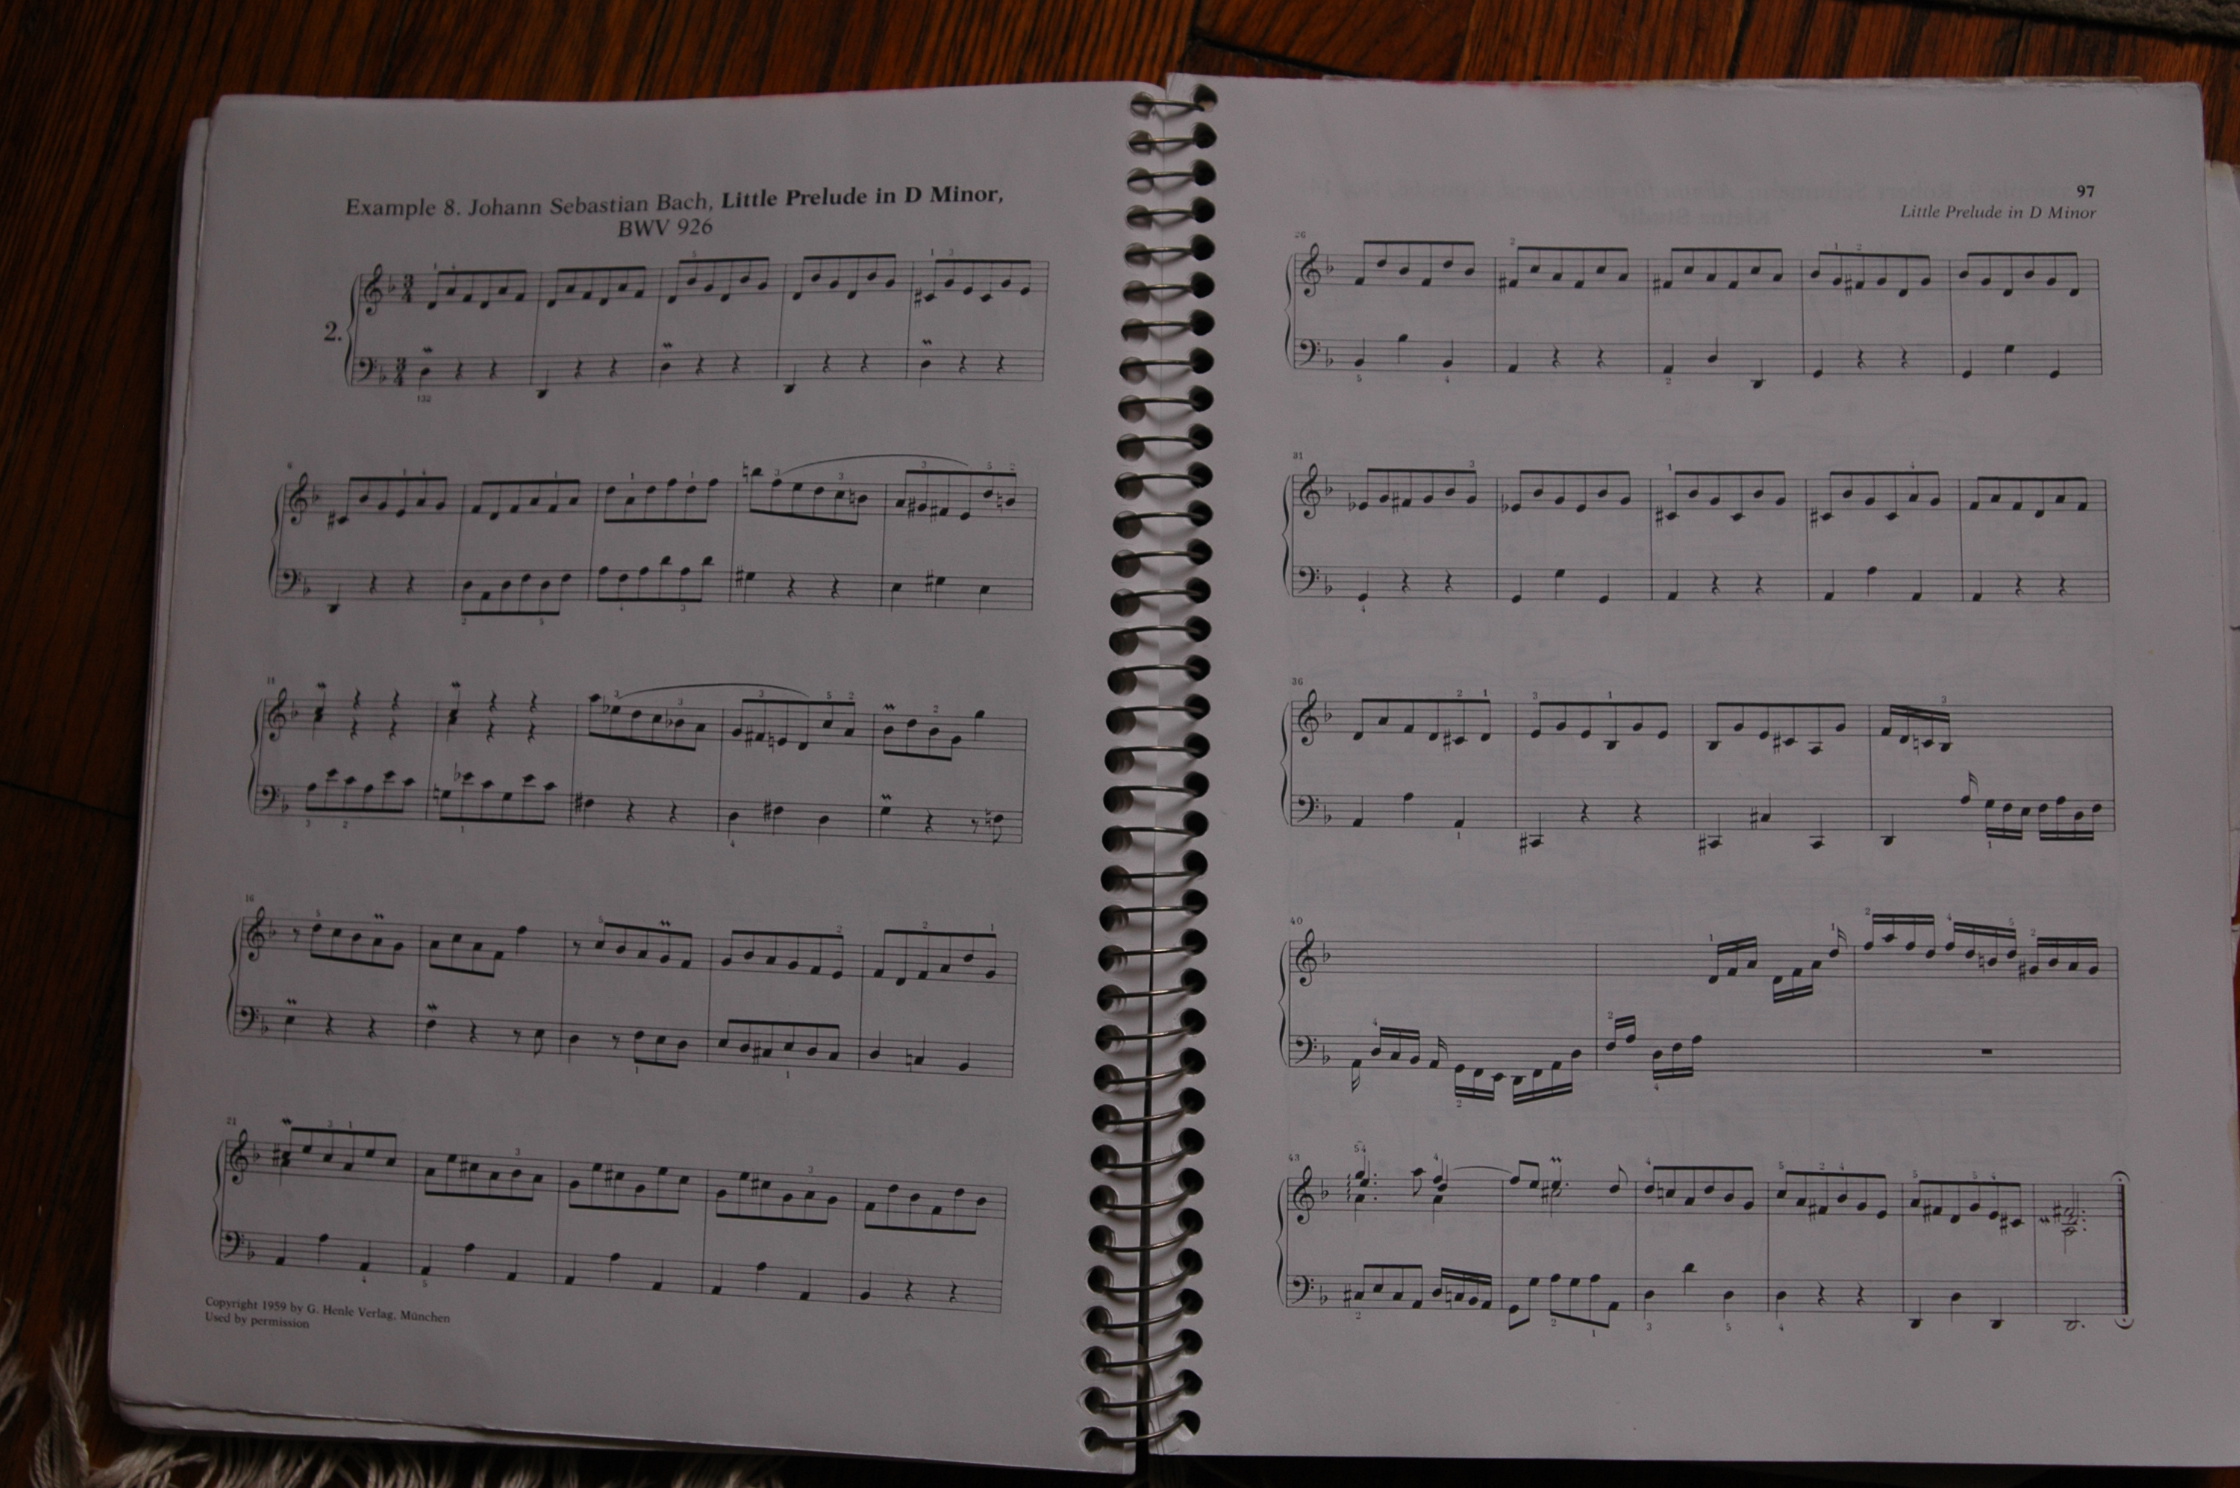 Example 8. Johann Sebastian Bach, Little Prelude in D Minor,
BWV 926
2.
132
6
11
16
21
Copyright 1959 by G. Henle Verlag, München
Used by permission
97
Little Prelude in D Minor
26
31
36
40
43